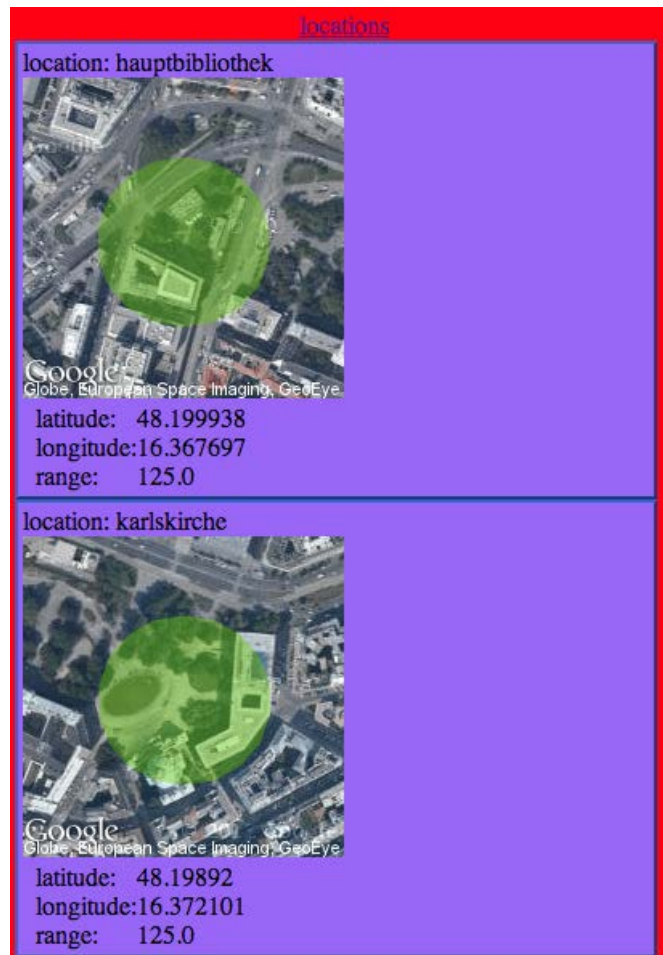 locations
location: hauptbibliothek
Google
Google
Globe, European Space Imaging, GeoEye
latitude: 48.199938
longitude:16.367697
range: 125.0
location: karlskirche
Google
Globe, European Space Imaging, GeoEye
latitude: 48.19892
longitude:16.372101
range: 125.0